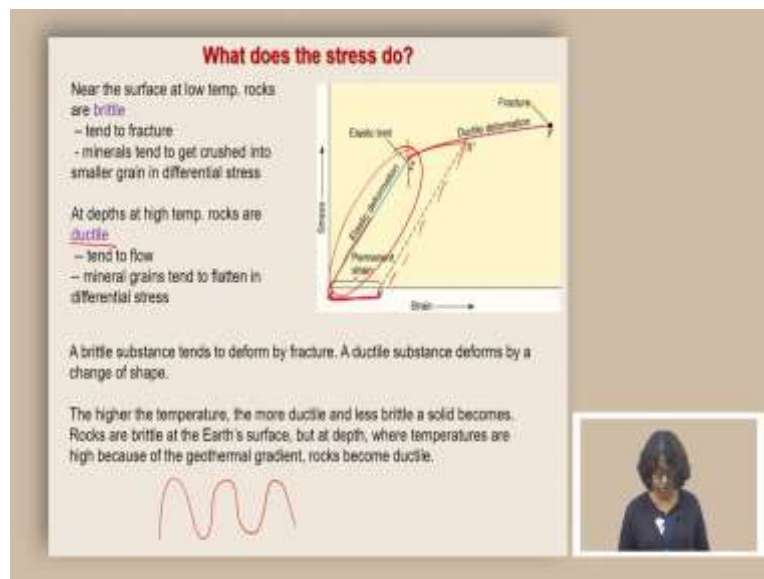 What does the stress do?
Near the surface at low temp. rocks
are brittle
– tend to fracture
- minerals tend to get crushed into
smaller grain in differential stress
At depths at high temp. rocks are
ductile
– tend to flow
– mineral grains tend to flatten in
differential stress
Fracture
Elastic limit
Ductile deformation
Elastic deformation
Stress
Permanent
strain
Strain
A brittle substance tends to deform by fracture. A ductile substance deforms by a
change of shape.
The higher the temperature, the more ductile and less brittle a solid becomes.
Rocks are brittle at the Earth's surface, but at depth, where temperatures are
high because of the geothermal gradient, rocks become ductile.